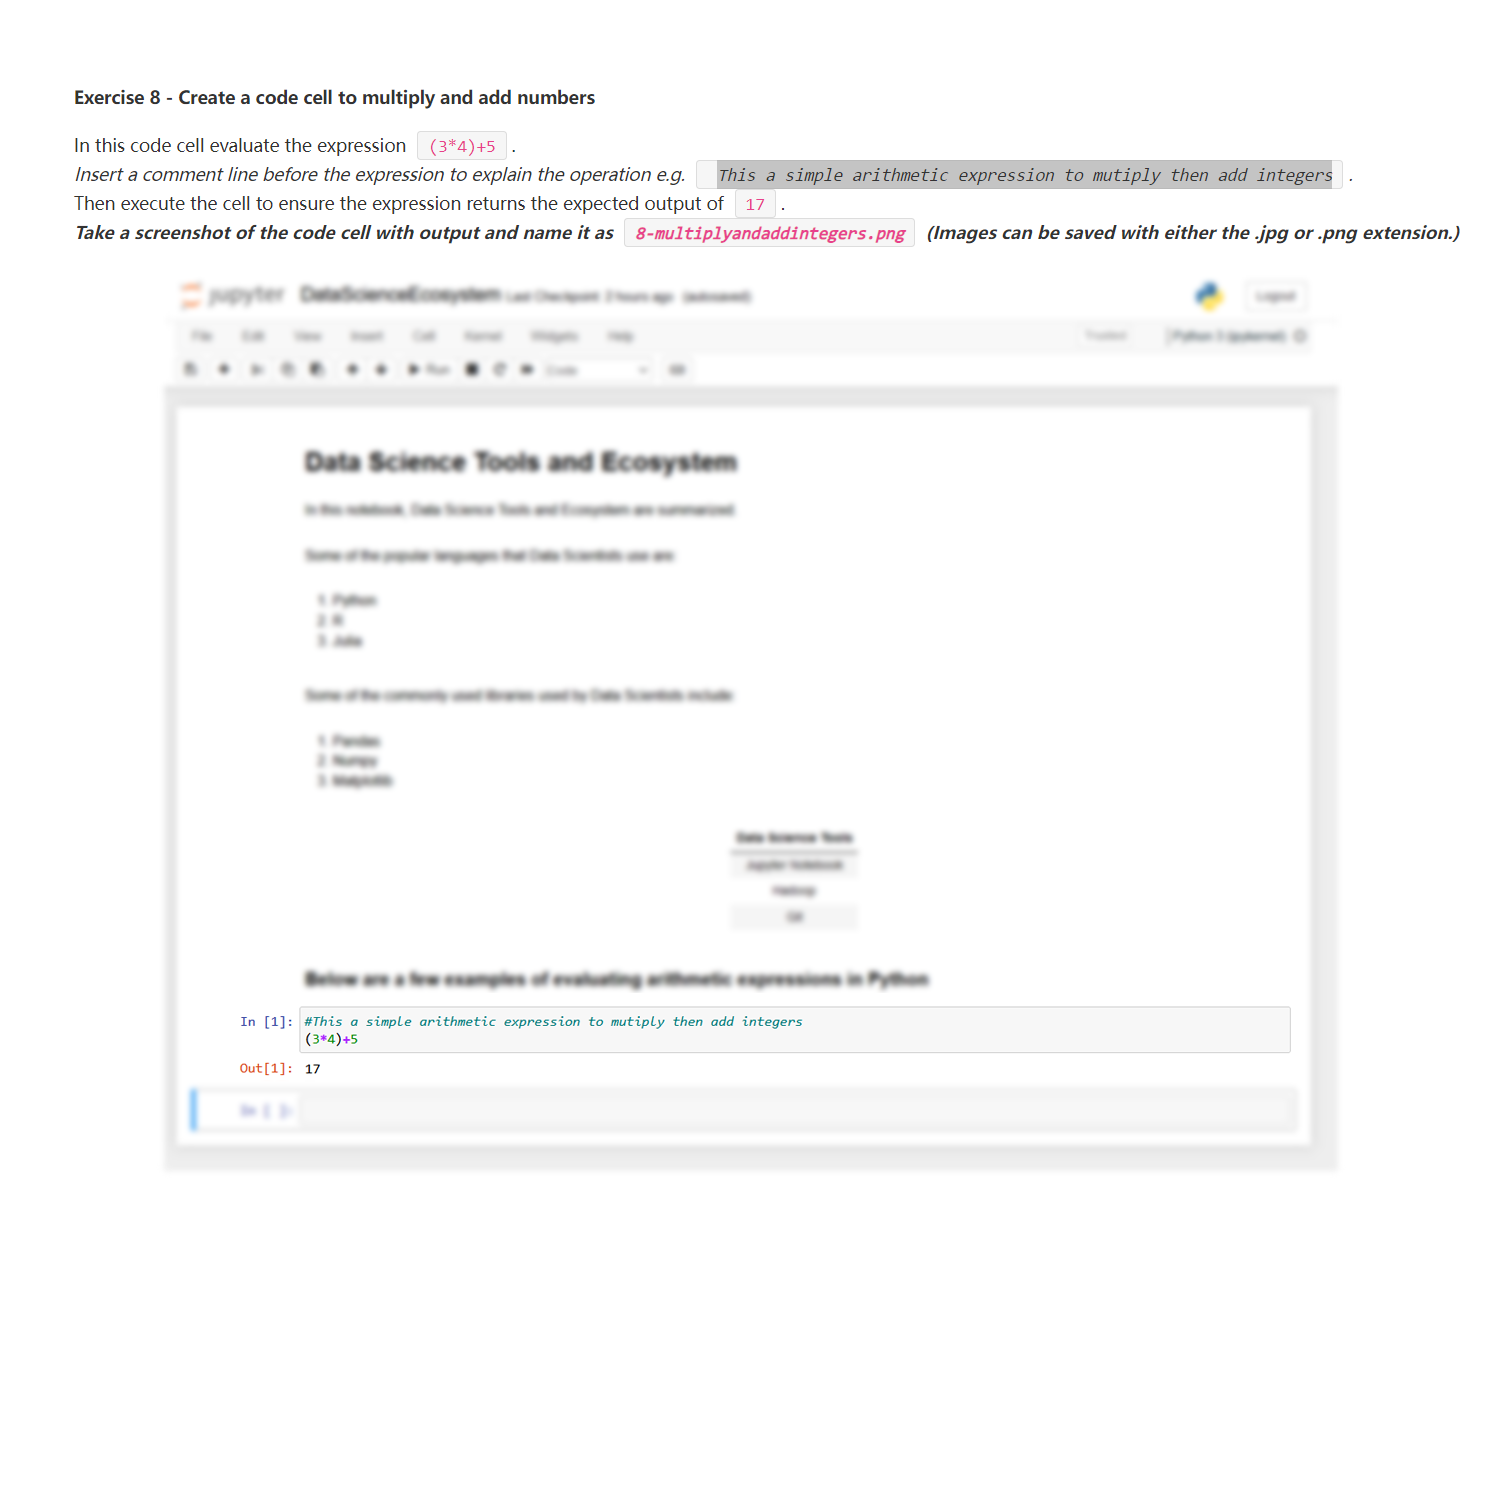 Exercise 8 - Create a code cell to multiply and add numbers
In this code cell evaluate the expression (3*4)+5 .
Insert a comment line before the expression to explain the operation e.g. This a simple arithmetic expression to mutiply then add integers .
Then execute the cell to ensure the expression returns the expected output of 17 .
Take a screenshot of the code cell with output and name it as 8-multiplyandaddintegers.png (Images can be saved with either the .jpg or .png extension.)
jupyter DataScienceEcosystem Last Checkpoint: 2 hours ago (autosaved) Logout
File Edit View Insert Cell Kernel Widgets Help Trusted Python 3 (ipykernel)
Run Code
Data Science Tools and Ecosystem
In this notebook, Data Science Tools and Ecosystem are summarized.
Some of the popular languages that Data Scientists use are:
1. Python
2. R
3. Julia
Some of the commonly used libraries used by Data Scientists include:
1. Pandas
2. Numpy
3. Matplotlib
Data Science Tools
Jupyter Notebook
Hadoop
Git
Below are a few examples of evaluating arithmetic expressions in Python
In [1]: #This a simple arithmetic expression to mutiply then add integers
(3*4)+5
Out[1]: 17
In [ ]: